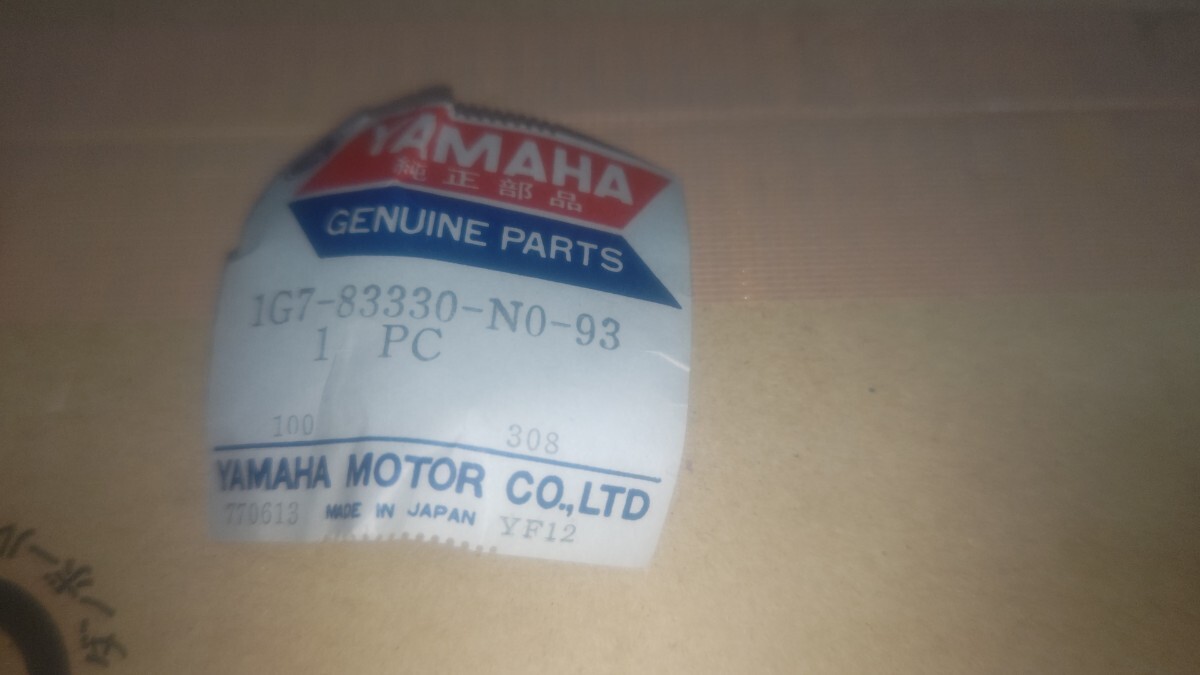 YAMAHA
純正部品
GENUINE PARTS
1G7-83330-N0-93
1 PC
100 308
YAMAHA MOTOR CO.,LTD
770613 MADE IN JAPAN YF12